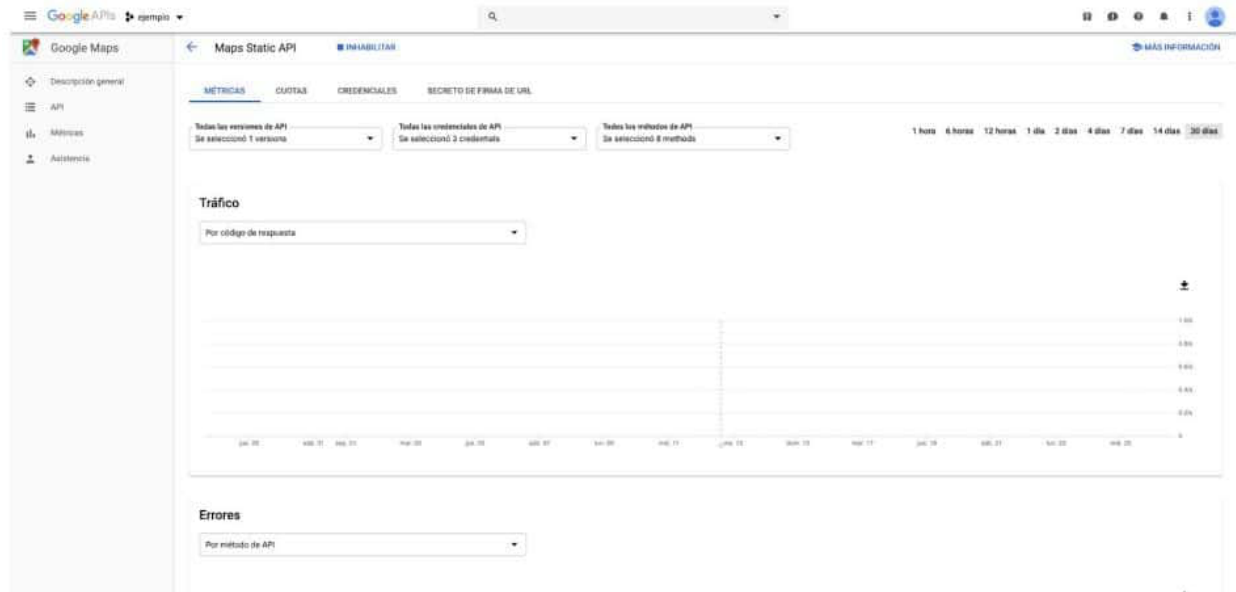 Google APIs ejemplo
Google Maps
Maps Static API
INHABILITAR
MÁS INFORMACIÓN
Descripción general
API
Métricas
Asistencia
MÉTRICAS CUOTAS CREDENCIALES SECRETO DE FIRMA DE URL
Todas las versiones de API
Se seleccionó 1 versions
Todas las credenciales de API
Se seleccionó 3 credentials
Todos los métodos de API
Se seleccionó 8 methods
1 hora 6 horas 12 horas 1 día 2 días 4 días 7 días 14 días 30 días
Tráfico
Por código de respuesta
Errores
Por método de API